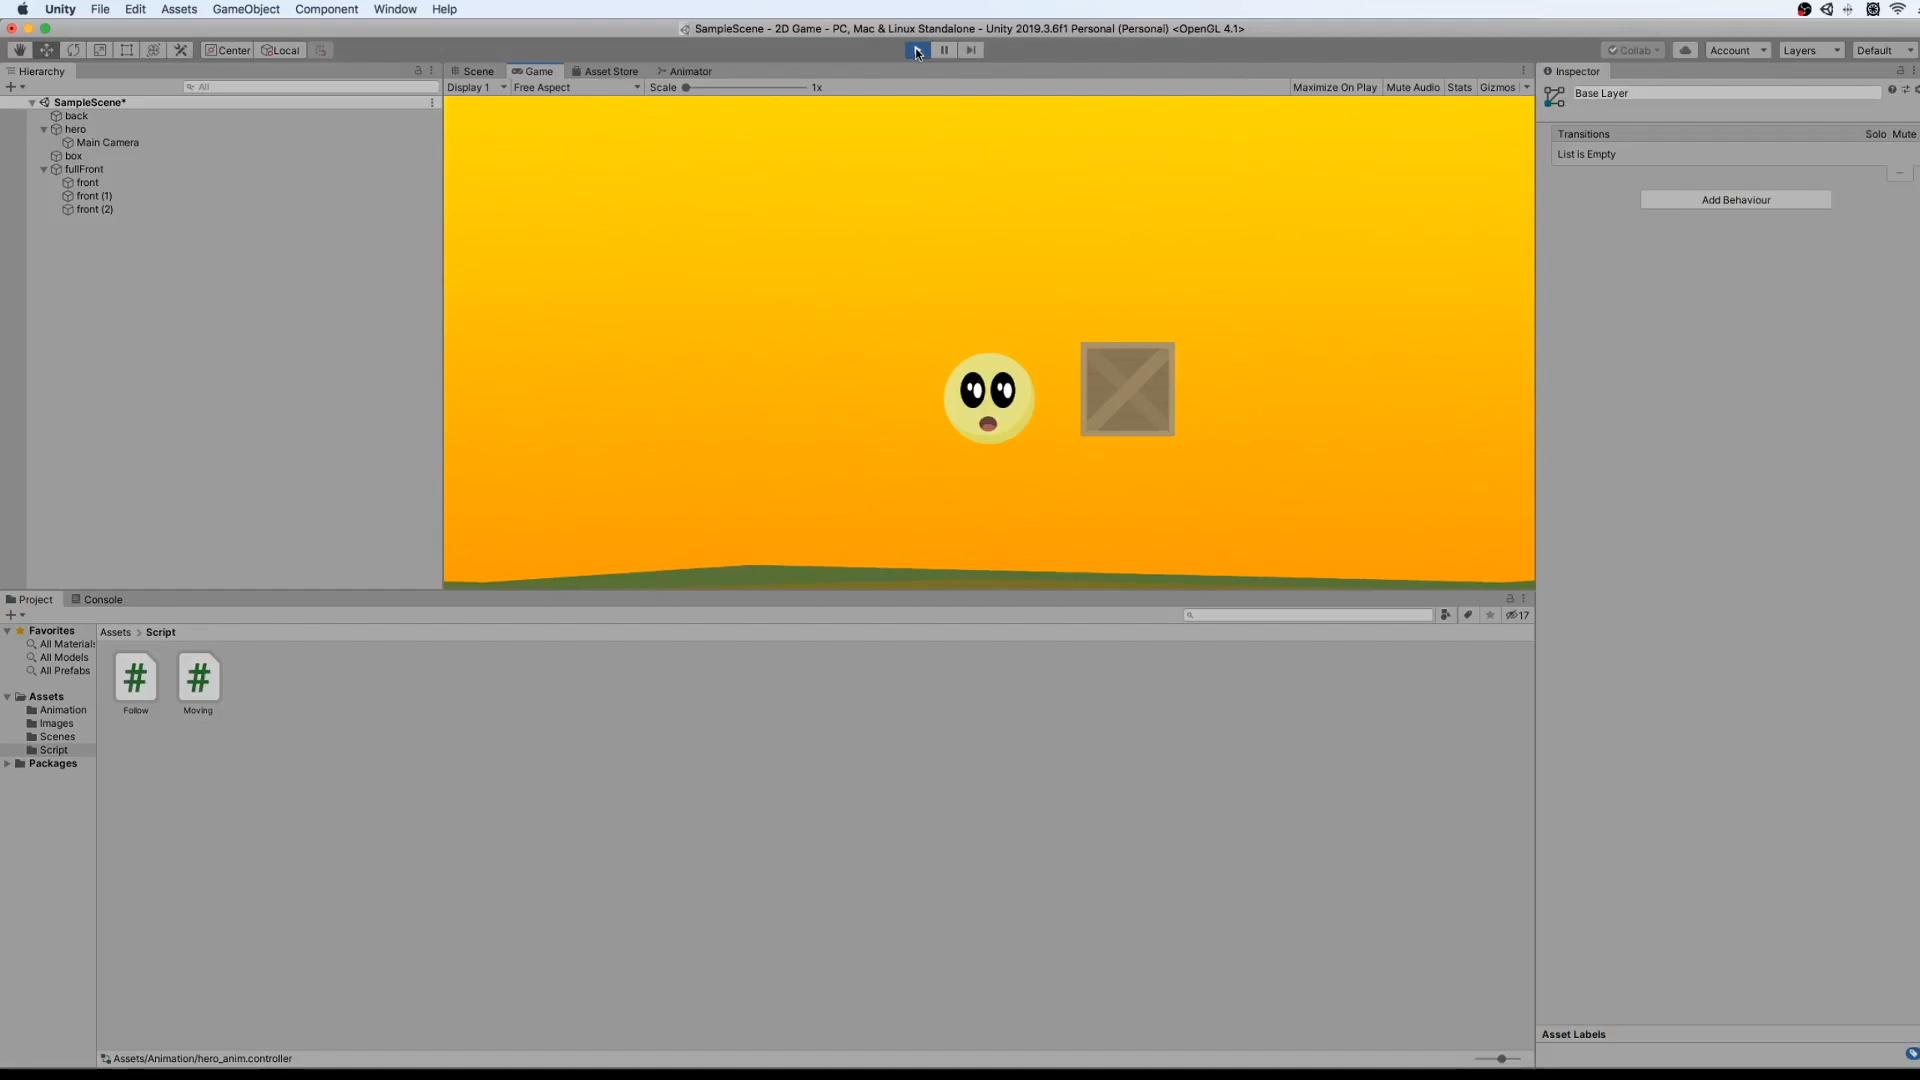 Unity File Edit Assets GameObject Component Window Help
SampleScene - 2D Game - PC, Mac & Linux Standalone - Unity 2019.3.6f1 Personal (Personal) <OpenGL 4.1>
Center Local Collab Account Layers Default
Hierarchy
All
SampleScene*
back
hero
Main Camera
box
fullFront
front
front (1)
front (2)
Scene Game Asset Store Animator
Display 1 Free Aspect Scale 1x Maximize On Play Mute Audio Stats Gizmos
Inspector
Base Layer
Transitions Solo Mute
List is Empty
Add Behaviour
Project Console
17
Favorites
All Materials
All Models
All Prefabs
Assets
Animation
Images
Scenes
Script
Packages
Assets > Script
# #
Follow Moving
Assets/Animation/hero_anim.controller
Asset Labels